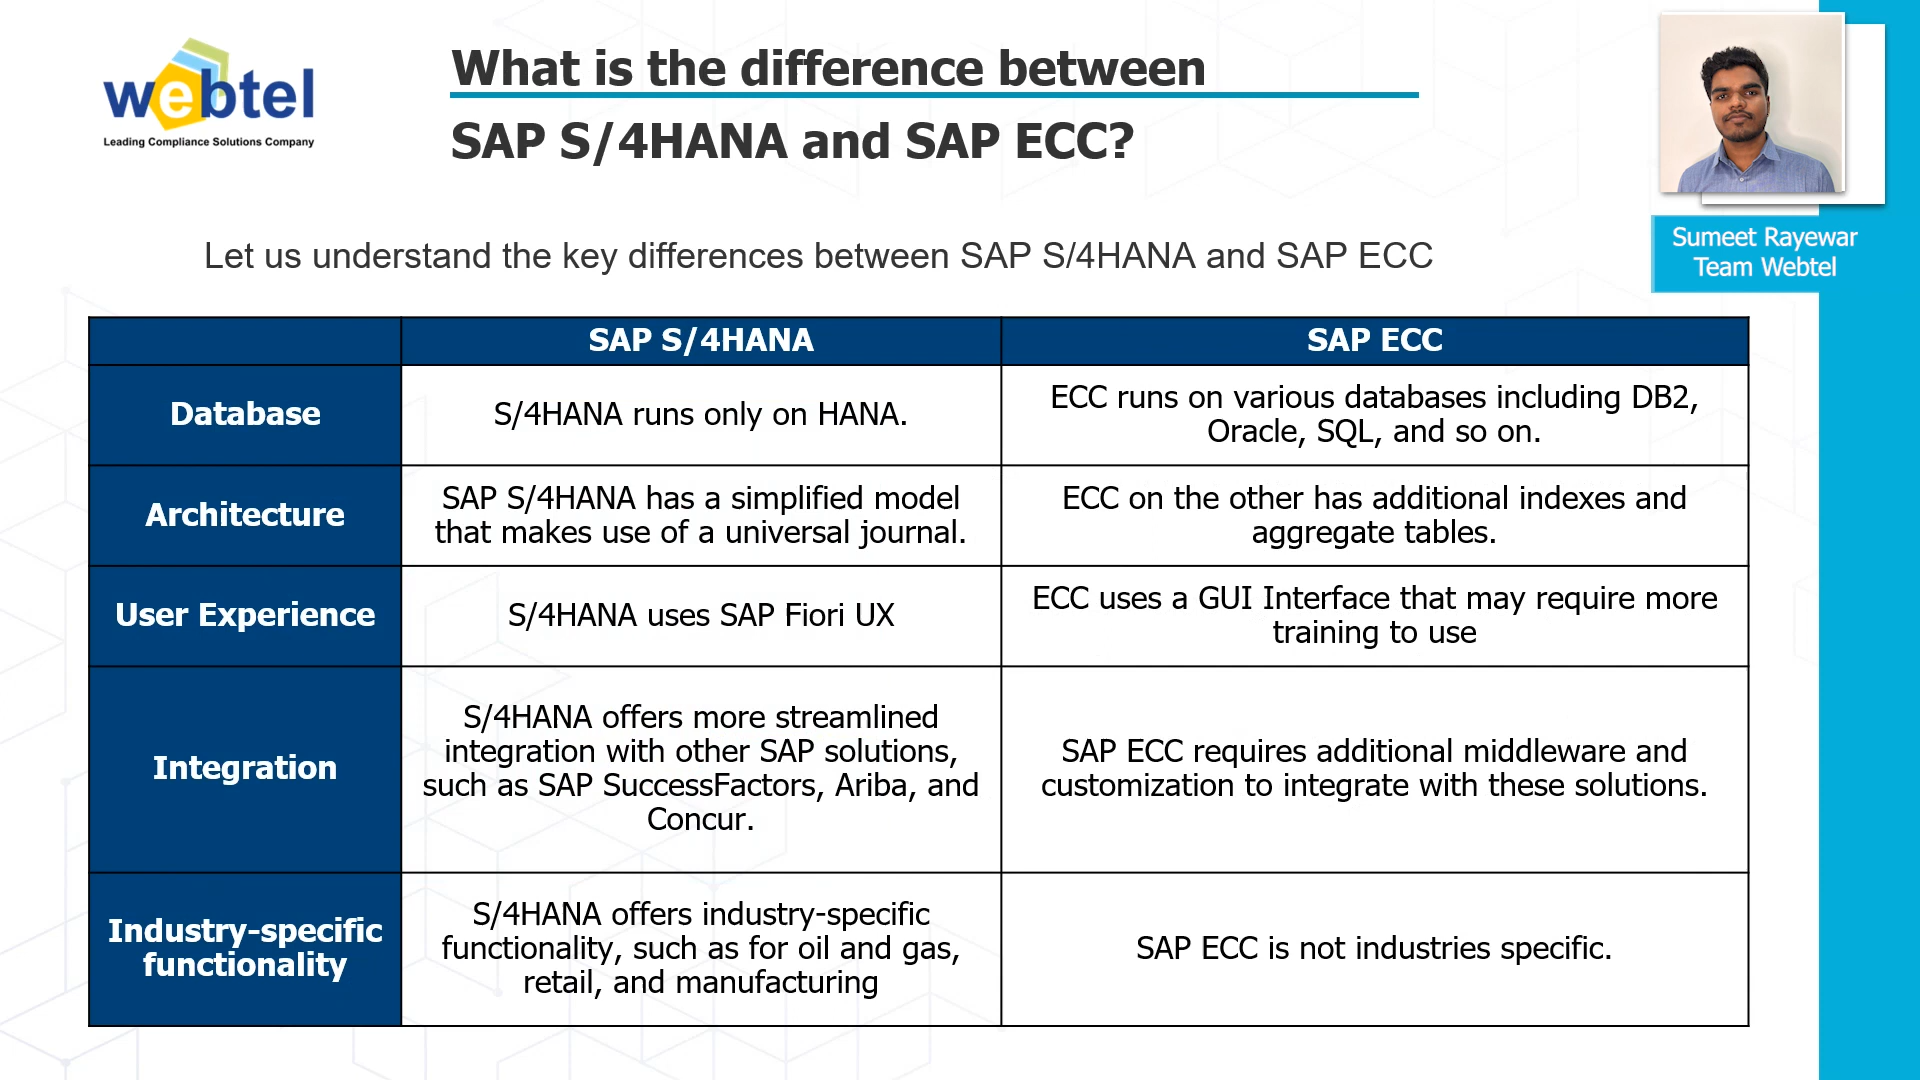 webtel
Leading Compliance Solutions Company
What is the difference between
SAP S/4HANA and SAP ECC?
Sumeet Rayewar
Team Webtel
Let us understand the key differences between SAP S/4HANA and SAP ECC
SAP S/4HANA
SAP ECC
Database
S/4HANA runs only on HANA.
ECC runs on various databases including DB2,
Oracle, SQL, and so on.
Architecture
SAP S/4HANA has a simplified model
that makes use of a universal journal.
ECC on the other has additional indexes and
aggregate tables.
User Experience
S/4HANA uses SAP Fiori UX
ECC uses a GUI Interface that may require more
training to use
Integration
S/4HANA offers more streamlined
integration with other SAP solutions,
such as SAP SuccessFactors, Ariba, and
Concur.
SAP ECC requires additional middleware and
customization to integrate with these solutions.
Industry-specific
functionality
S/4HANA offers industry-specific
functionality, such as for oil and gas,
retail, and manufacturing
SAP ECC is not industries specific.